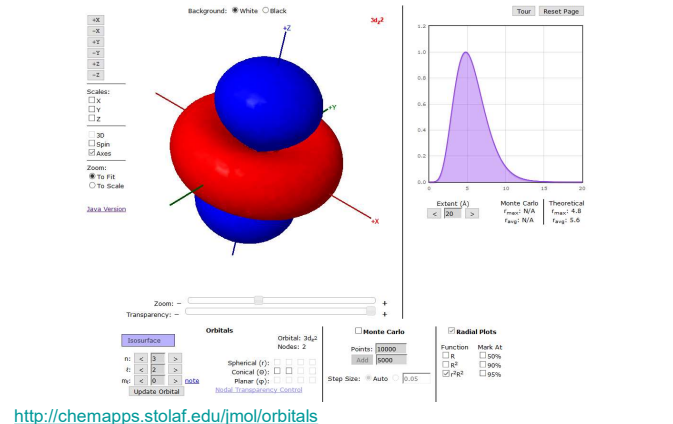 Background: White Black
Tour Reset Page
+X
-X
+Y
-Y
+Z
-Z
Scales:
X
Y
Z
3D
Spin
Axes
Zoom:
To Fit
To Scale
Java Version
3dz2
+Z
+Y
+X
1.2
1.0
0.8
0.6
0.4
0.2
0.0
0 5 10 15 20
Extent (Å)
< 20 >
Monte Carlo
rmax: N/A
ravg: N/A
Theoretical
rmax: 4.8
ravg: 5.6
Zoom: – +
Transparency: – +
Isosurface
Orbitals
Orbital: 3dz2
Nodes: 2
n: < 3 >
ℓ: < 2 >
mℓ: < 0 > note
Update Orbital
Spherical (r):
Conical (Θ):
Planar (φ):
Nodal Transparency Control
Monte Carlo
Points: 10000
Add 5000
Step Size: Auto 0.05
Radial Plots
Function Mark At
R 50%
R² 90%
r²R² 95%
http://chemapps.stolaf.edu/jmol/orbitals